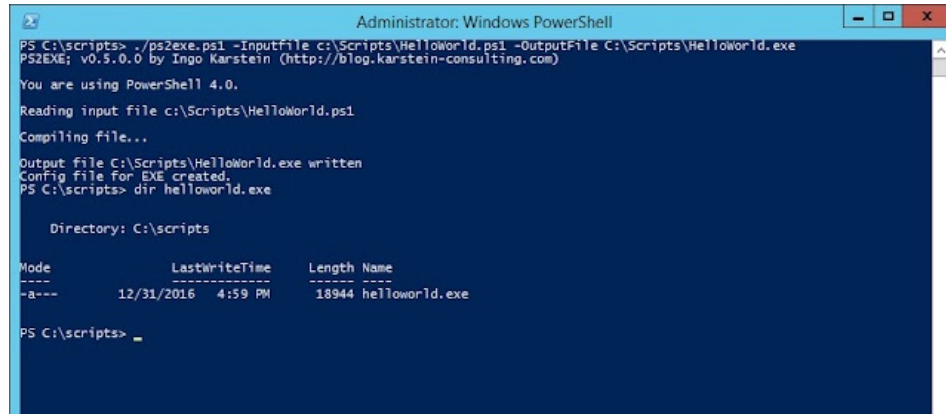 Administrator: Windows PowerShell
PS C:\scripts> ./ps2exe.ps1 -Inputfile c:\Scripts\HelloWorld.ps1 -OutputFile C:\Scripts\HelloWorld.exe
PS2EXE; v0.5.0.0 by Ingo Karstein (http://blog.karstein-consulting.com)
You are using PowerShell 4.0.
Reading input file c:\Scripts\HelloWorld.ps1
Compiling file...
Output file C:\Scripts\HelloWorld.exe written
Config file for EXE created.
PS C:\scripts> dir helloworld.exe
Directory: C:\scripts
Mode LastWriteTime Length Name
---- ------------- ------ ----
-a--- 12/31/2016 4:59 PM 18944 helloworld.exe
PS C:\scripts> _